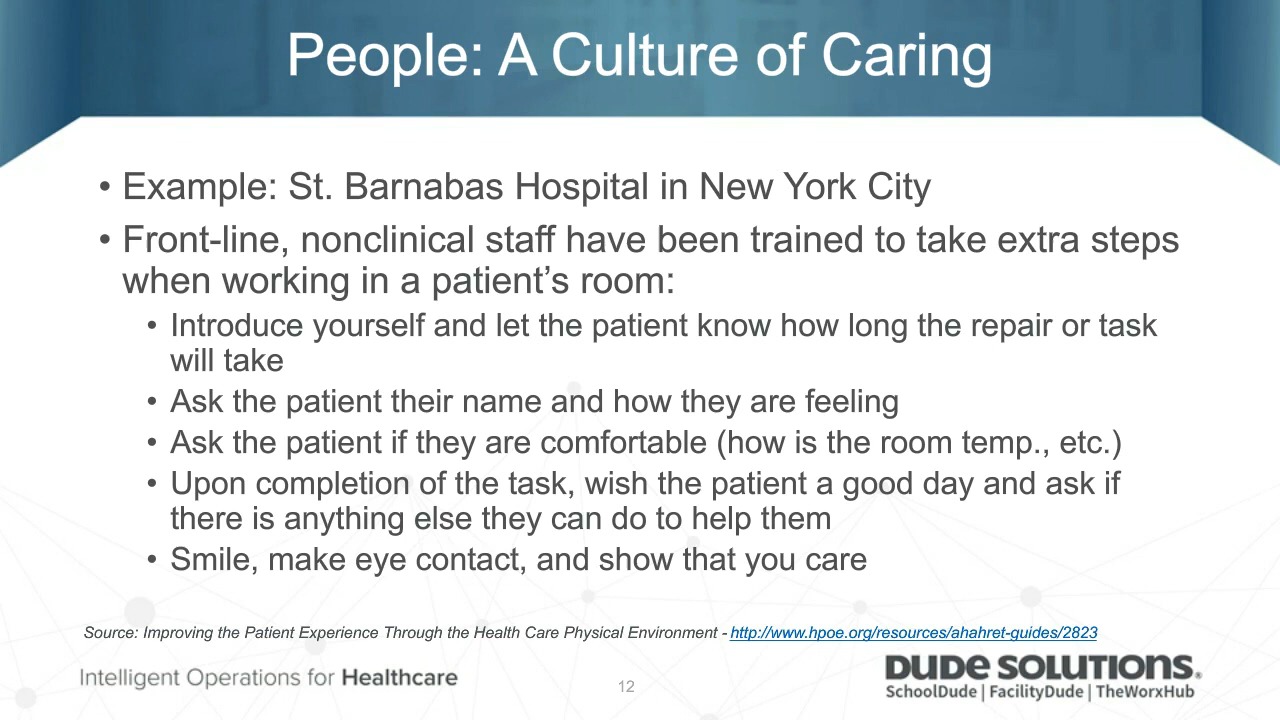 People: A Culture of Caring
• Example: St. Barnabas Hospital in New York City
• Front-line, nonclinical staff have been trained to take extra steps
when working in a patient’s room:
• Introduce yourself and let the patient know how long the repair or task
will take
• Ask the patient their name and how they are feeling
• Ask the patient if they are comfortable (how is the room temp., etc.)
• Upon completion of the task, wish the patient a good day and ask if
there is anything else they can do to help them
• Smile, make eye contact, and show that you care
Source: Improving the Patient Experience Through the Health Care Physical Environment - http://www.hpoe.org/resources/ahahret-guides/2823
Intelligent Operations for Healthcare
12
DUDE SOLUTIONS®
SchoolDude | FacilityDude | TheWorxHub